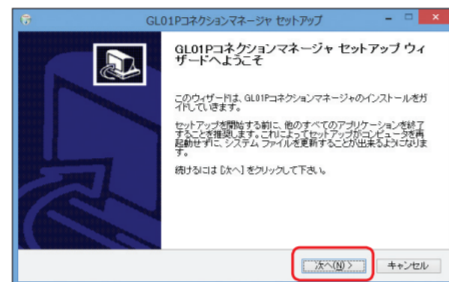 GL01Pコネクションマネージャ セットアップ
GL01Pコネクションマネージャ セットアップ ウィ
ザードへようこそ
このウィザードは、GL01Pコネクションマネージャのインストールをガ
イドしていきます。
セットアップを開始する前に、他のすべてのアプリケーションを終了
することを推奨します。これによってセットアップがコンピュータを再
起動せずに、システム ファイルを更新することが出来るようになりま
す。
続けるには [次へ] をクリックして下さい。
次へ(N) >
キャンセル